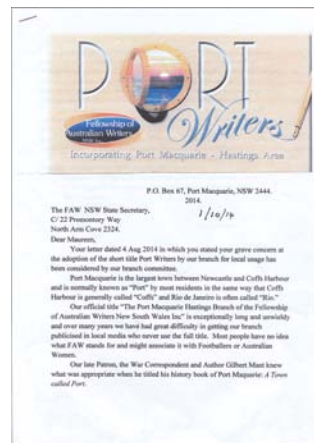 PORT
Writers
Fellowship of
Australian Writers
Incorporating Port Macquarie - Hastings Area
P.O. Box 67, Port Macquarie, NSW 2444.
2014.
1/10/14
The FAW NSW State Secretary,
C/ 22 Promontory Way
North Arm Cove 2324.
Dear Maureen,
Your letter dated 4 Aug 2014 in which you stated your grave concern at
the adoption of the short title Port Writers by our branch for local usage has
been considered by our branch committee.
Port Macquarie is the largest town between Newcastle and Coffs Harbour
and is normally known as "Port" by most residents in the same way that Coffs
Harbour is generally called "Coffs" and Rio de Janeiro is often called "Rio."
Our official title "The Port Macquarie Hastings Branch of the Fellowship
of Australian Writers New South Wales Inc" is exceptionally long and unwieldy
and over many years we have had great difficulty in getting our branch
publicised in local media who never use the full title. Most people have no idea
what FAW stands for and might associate it with Footballers or Australian
Women.
Our late Patron, the War Correspondent and Author Gilbert Mant knew
what was appropriate when he titled his history book of Port Maquarie: A Town
called Port.